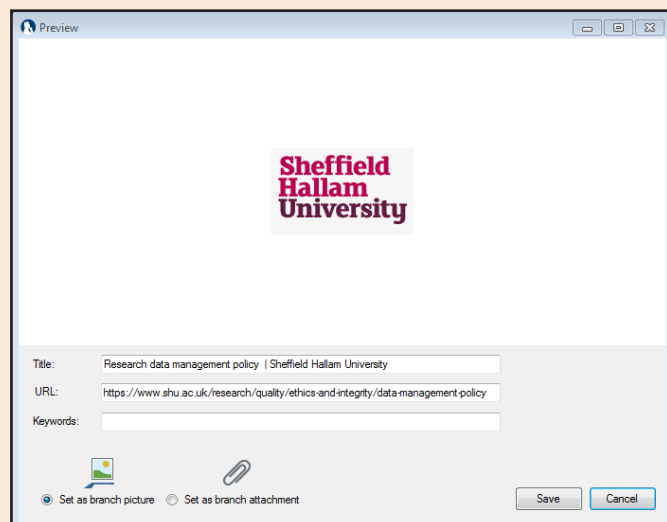 Preview
Sheffield
Hallam
University
Title: Research data management policy | Sheffield Hallam University
URL: https://www.shu.ac.uk/research/quality/ethics-and-integrity/data-management-policy
Keywords:
Set as branch picture Set as branch attachment Save Cancel